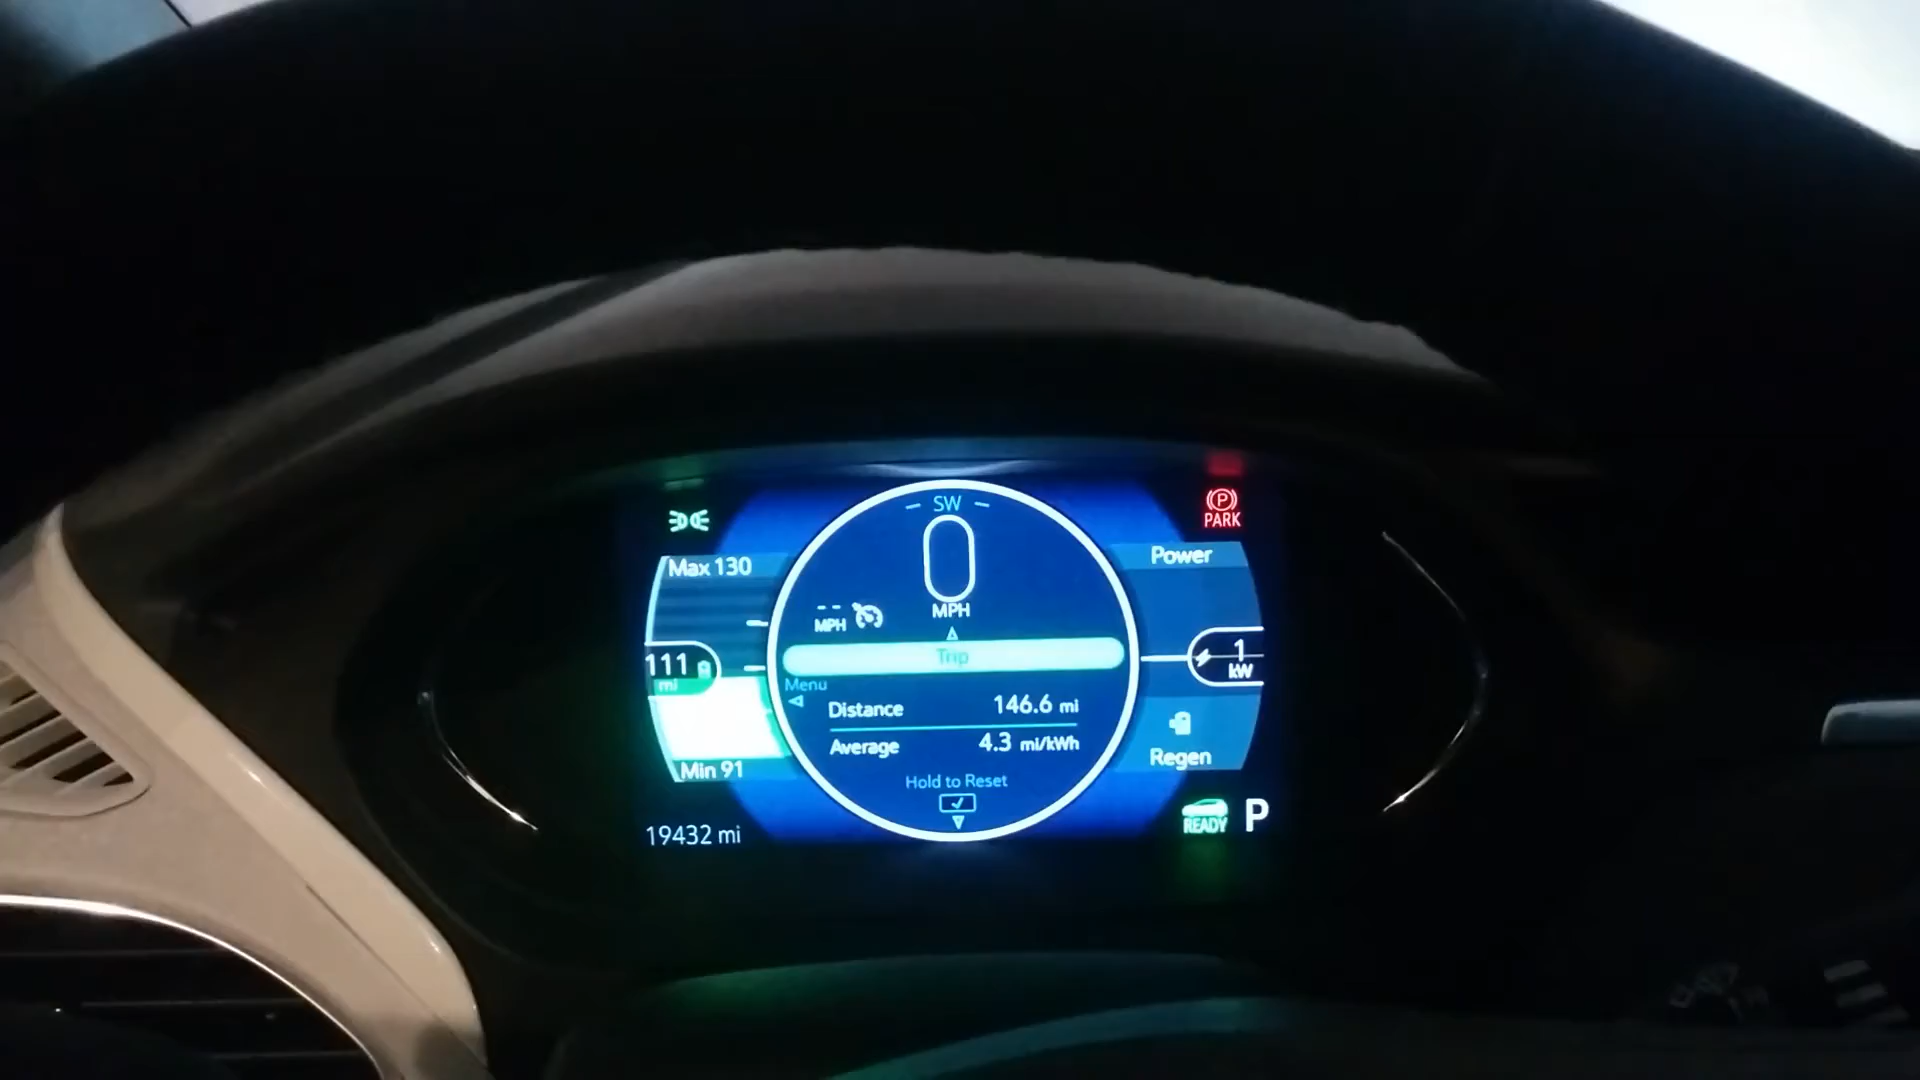 SW
0
MPH
P
PARK
Max 130
Power
--
MPH
Trip
111
mi
1
kW
Menu
Distance 146.6 mi
Average 4.3 mi/kWh
Min 91
Regen
Hold to Reset
19432 mi
READY P